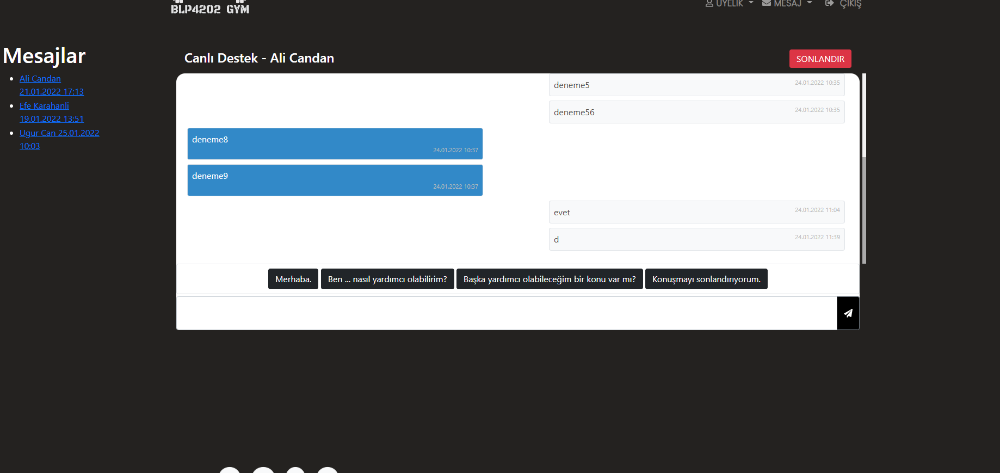 BLP4202 GYM
ÜYELİK
MESAJ
ÇIKIŞ
Mesajlar
Ali Candan
21.01.2022 17:13
Efe Karahanli
19.01.2022 13:51
Ugur Can 25.01.2022
10:03
Canlı Destek - Ali Candan
SONLANDIR
deneme5
24.01.2022 10:35
deneme56
24.01.2022 10:35
deneme8
24.01.2022 10:37
deneme9
24.01.2022 10:37
evet
24.01.2022 11:04
d
24.01.2022 11:39
Merhaba.
Ben ... nasıl yardımcı olabilirim?
Başka yardımcı olabileceğim bir konu var mı?
Konuşmayı sonlandırıyorum.